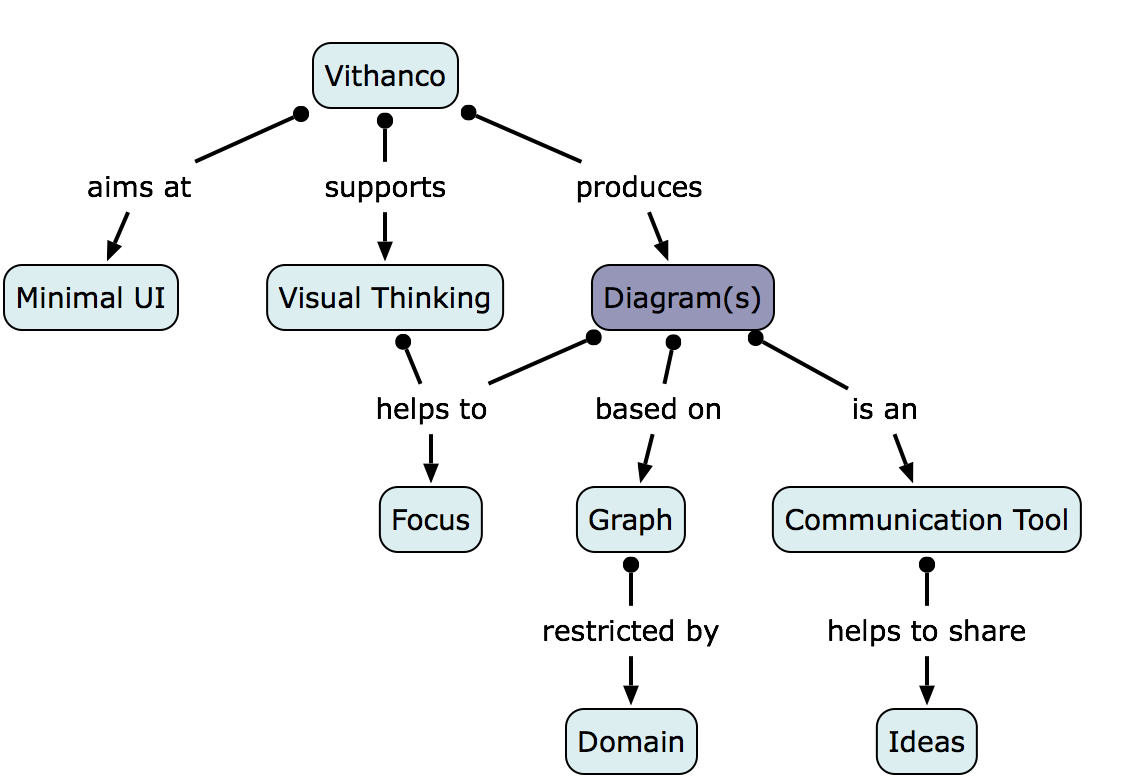 Vithanco
aims at
supports
produces
Minimal UI
Visual Thinking
Diagram(s)
helps to
based on
is an
Focus
Graph
Communication Tool
restricted by
helps to share
Domain
Ideas